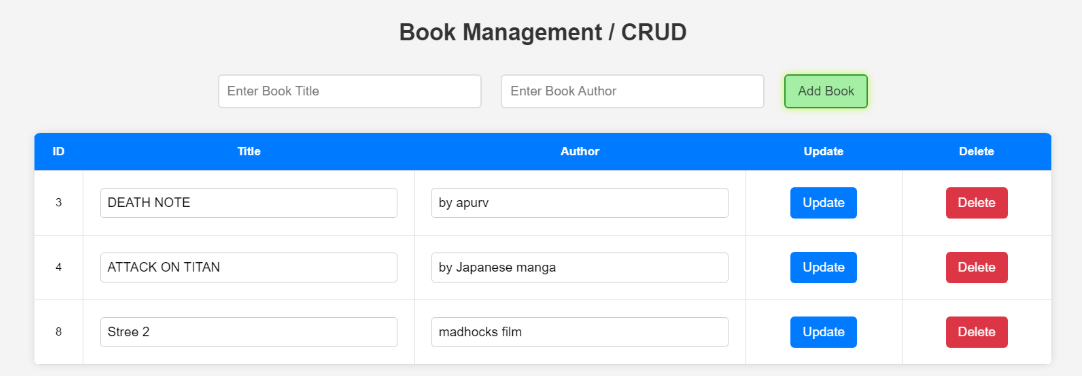 Book Management / CRUD
Enter Book Title Enter Book Author Add Book
ID Title Author Update Delete
3 DEATH NOTE by apurv Update Delete
4 ATTACK ON TITAN by Japanese manga Update Delete
8 Stree 2 madhocks film Update Delete